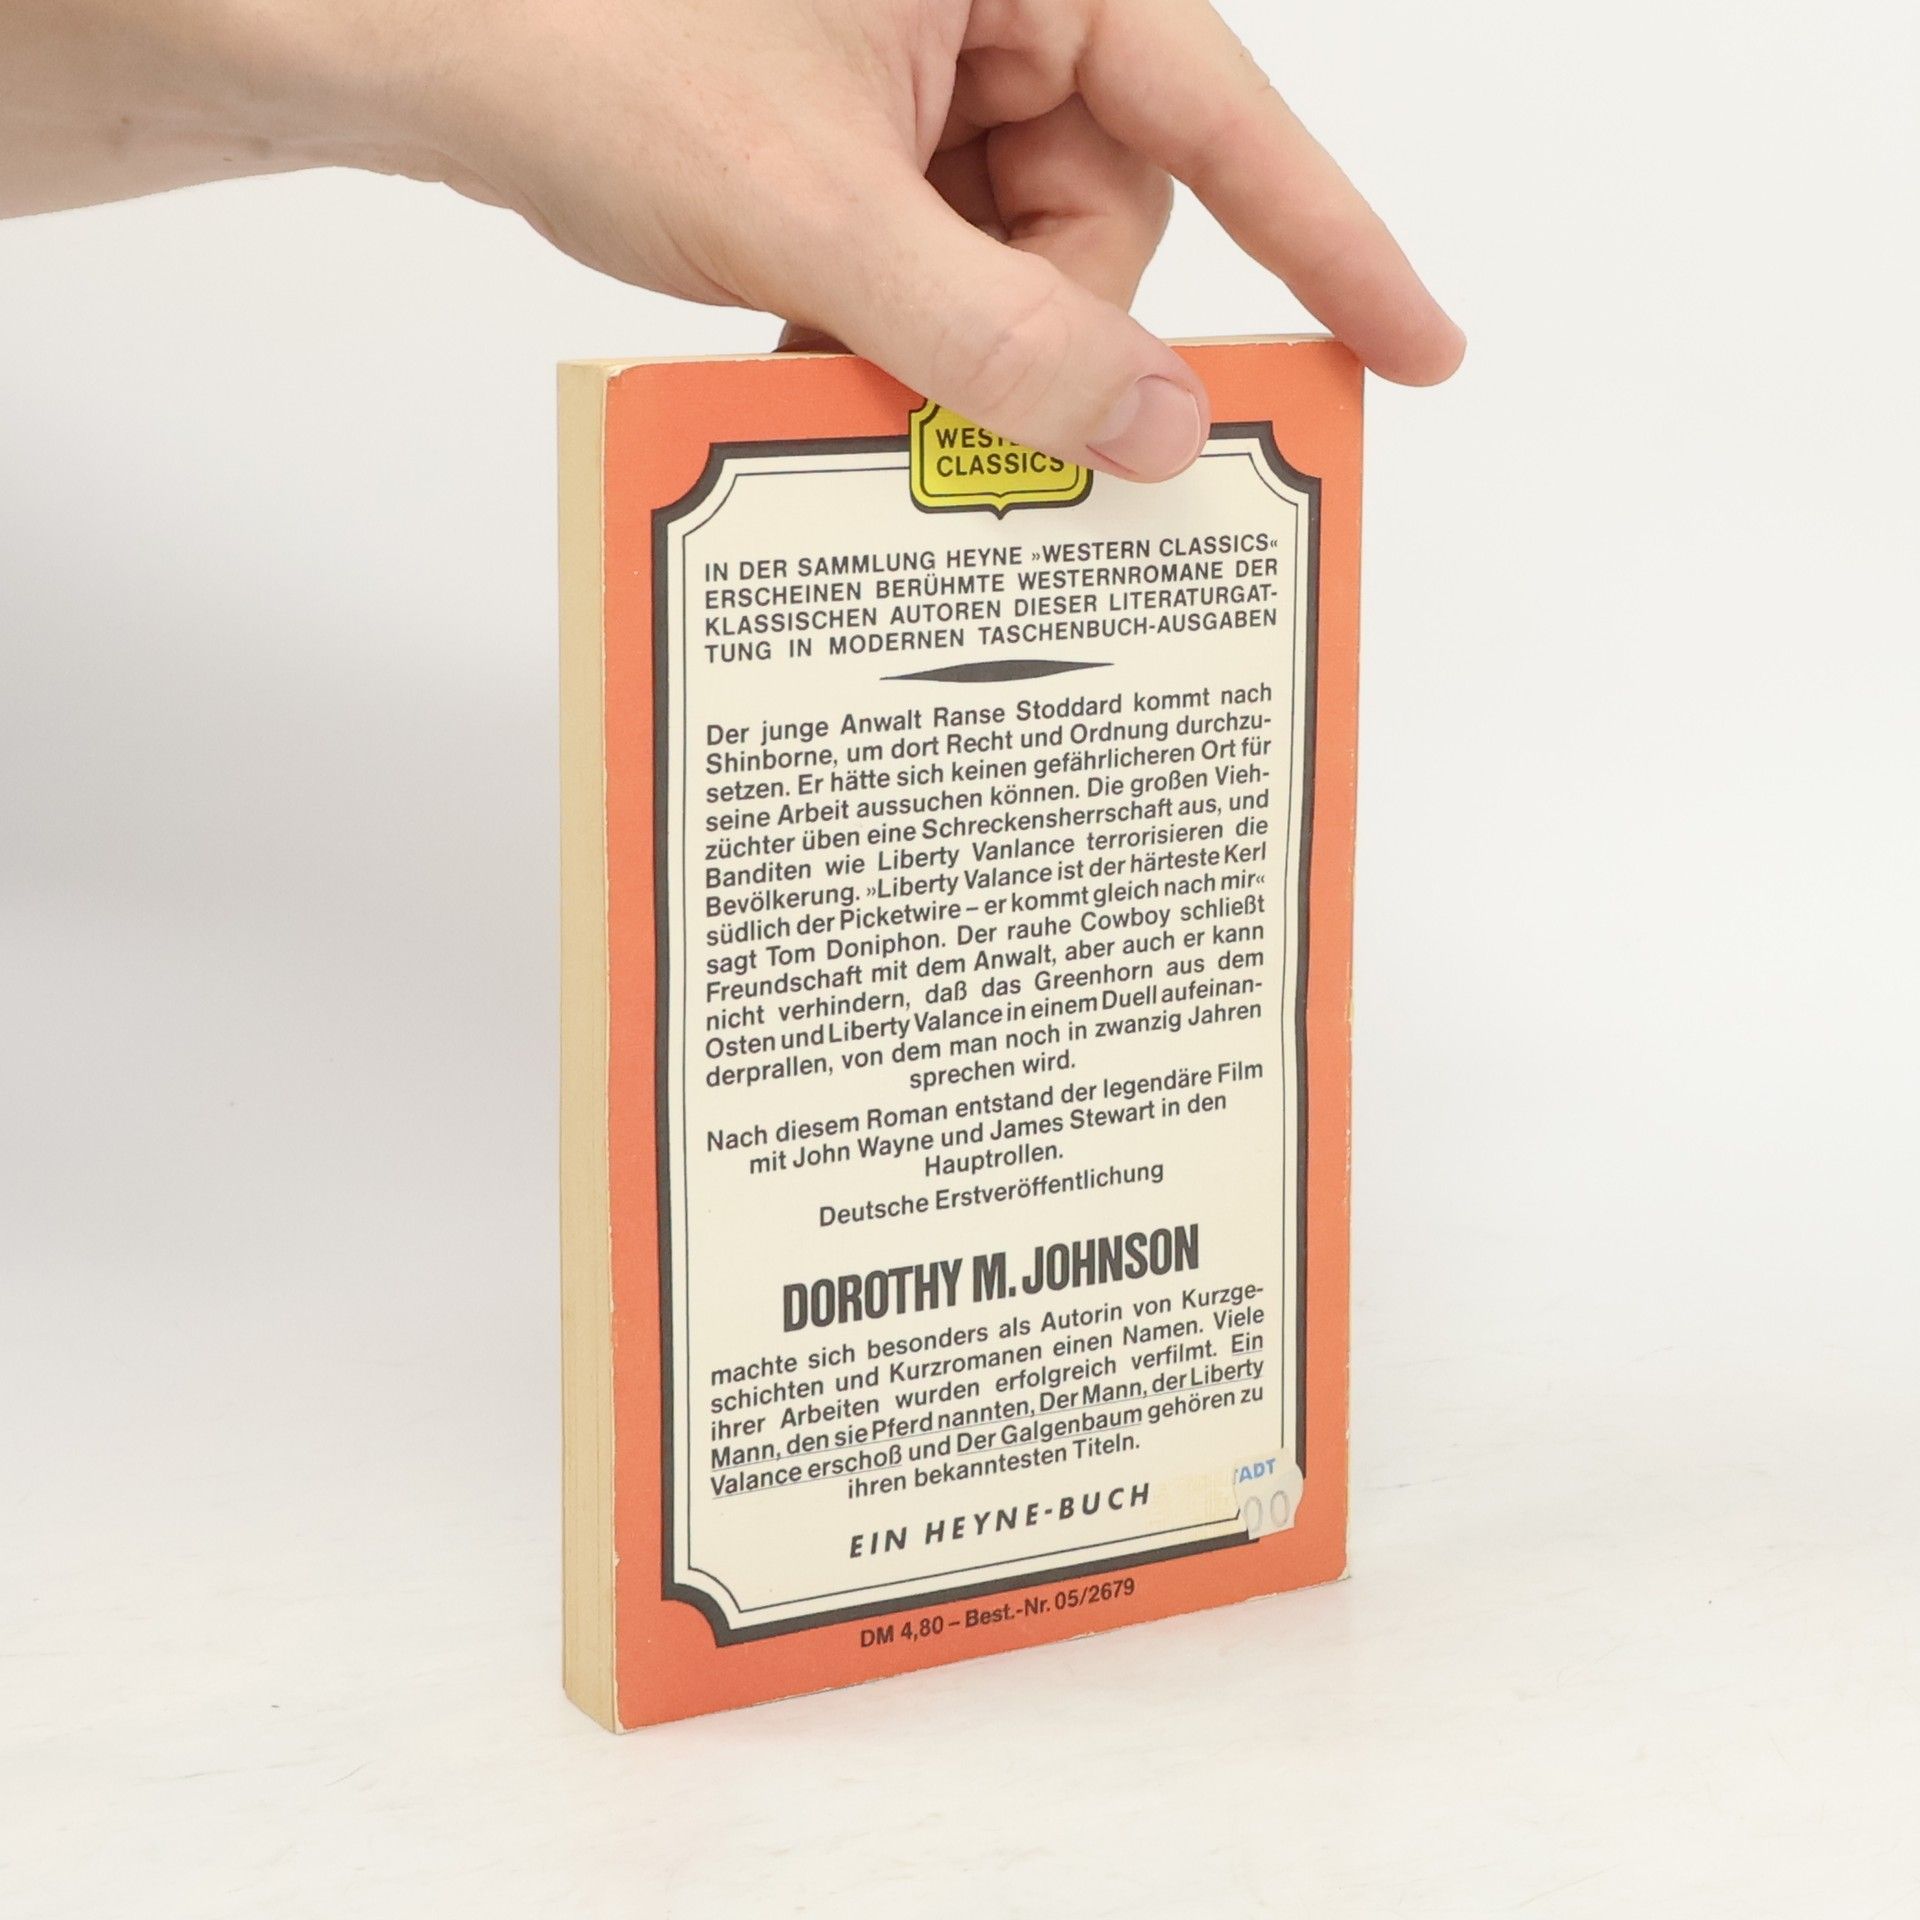 CLASSICS
IN DER SAMMLUNG HEYNE »WESTERN CLASSICS«
ERSCHEINEN BERÜHMTE WESTERNROMANE DER
KLASSISCHEN AUTOREN DIESER LITERATURGAT-
TUNG IN MODERNEN TASCHENBUCH-AUSGABEN
Der junge Anwalt Ranse Stoddard kommt nach
Shinborne, um dort Recht und Ordnung durchzu-
setzen. Er hätte sich keinen gefährlicheren Ort für
seine Arbeit aussuchen können. Die großen Vieh-
züchter üben eine Schreckensherrschaft aus, und
Banditen wie Liberty Vanlance terrorisieren die
Bevölkerung. »Liberty Valance ist der härteste Kerl
südlich der Picketwire – er kommt gleich nach mir«
sagt Tom Doniphon. Der rauhe Cowboy schließt
Freundschaft mit dem Anwalt, aber auch er kann
nicht verhindern, daß das Greenhorn aus dem
Osten und Liberty Valance in einem Duell aufeinan-
derprallen, von dem man noch in zwanzig Jahren
sprechen wird.
Nach diesem Roman entstand der legendäre Film
mit John Wayne und James Stewart in den
Hauptrollen.
Deutsche Erstveröffentlichung
DOROTHY M. JOHNSON
machte sich besonders als Autorin von Kurzge-
schichten und Kurzromanen einen Namen. Viele
ihrer Arbeiten wurden erfolgreich verfilmt. Ein
Mann, den sie Pferd nannten, Der Mann, der Liberty
Valance erschoß und Der Galgenbaum gehören zu
ihren bekanntesten Titeln.
EIN HEYNE-BUCH
DM 4,80 – Best.-Nr. 05/2679